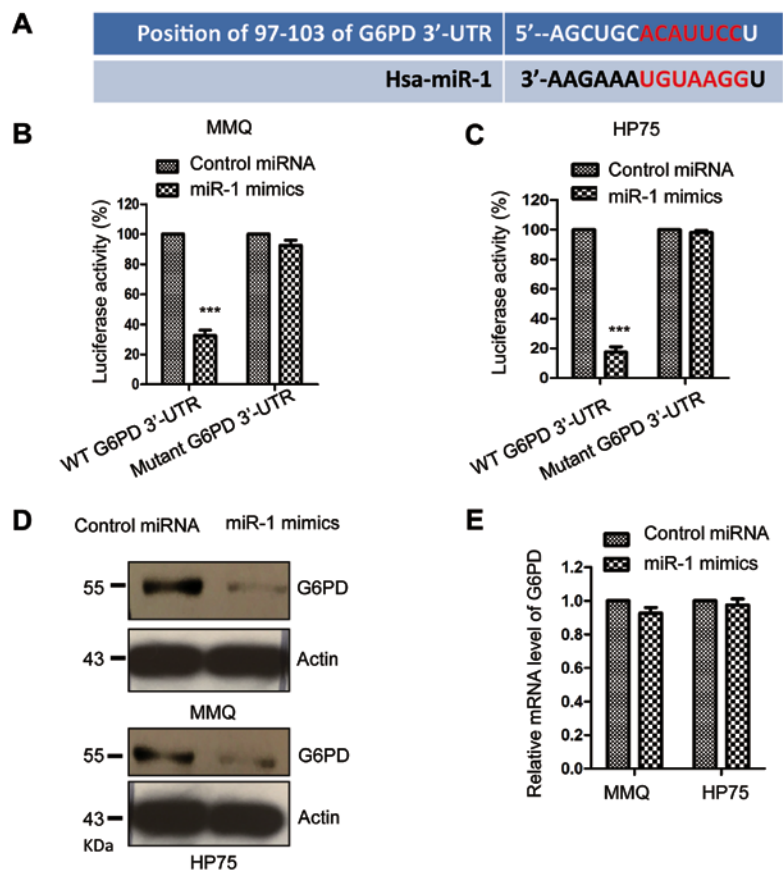 A
Position of 97-103 of G6PD 3’-UTR 5’--AGCUGCACAUUCCU
Hsa-miR-1 3’-AAGAAAUGUAAGGU
B
MMQ
Control miRNA
miR-1 mimics
Luciferase activity (%)
120
100
80
60
40
20
0
***
WT G6PD 3’-UTR
Mutant G6PD 3’-UTR
C
HP75
Control miRNA
miR-1 mimics
Luciferase activity (%)
120
100
80
60
40
20
0
***
WT G6PD 3’-UTR
Mutant G6PD 3’-UTR
D
Control miRNA miR-1 mimics
55 G6PD
43 Actin
MMQ
55 G6PD
43 Actin
KDa
HP75
E
Control miRNA
miR-1 mimics
Relative mRNA level of G6PD
1.2
1.0
0.8
0.6
0.4
0.2
0.0
MMQ HP75